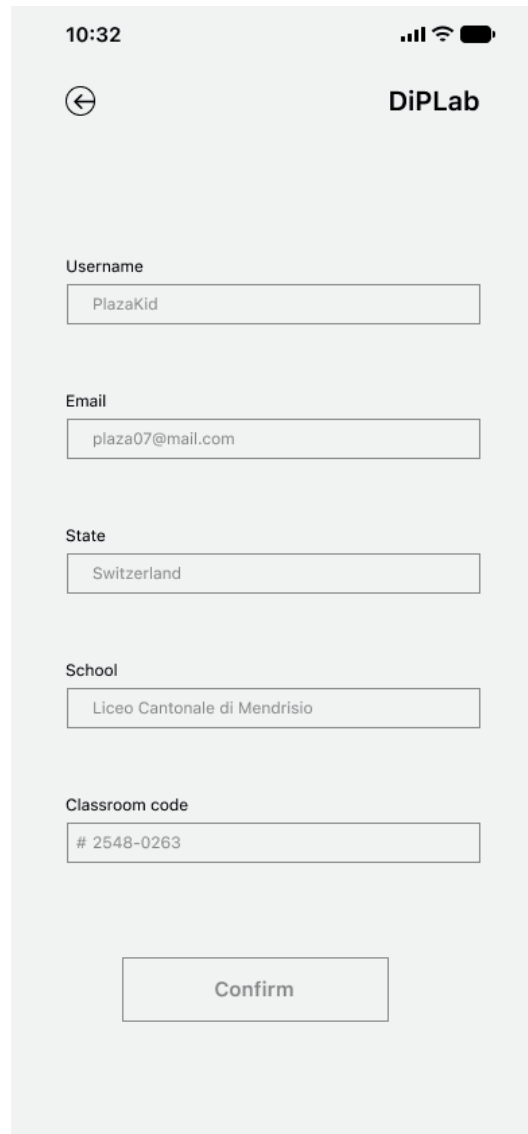 10:32
DiPLab
Username
PlazaKid
Email
plaza07@mail.com
State
Switzerland
School
Liceo Cantonale di Mendrisio
Classroom code
# 2548-0263
Confirm